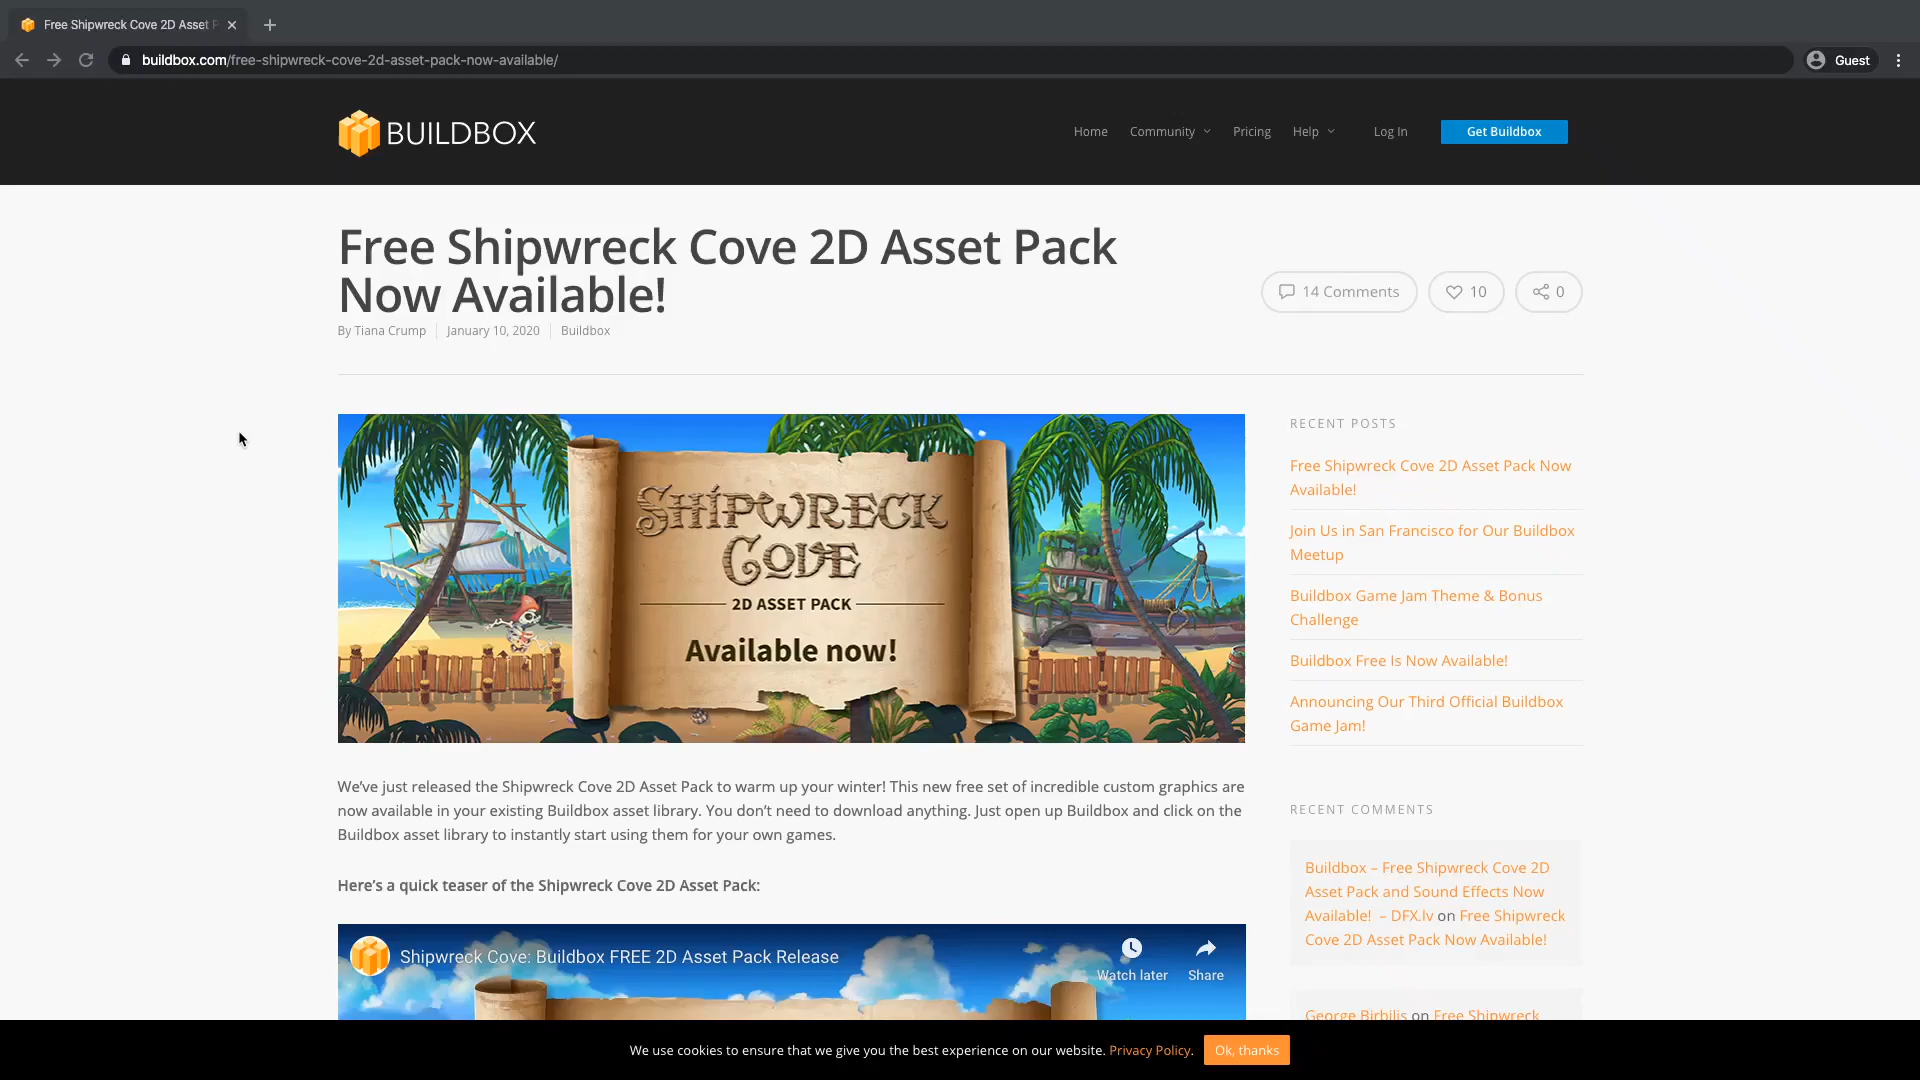 Free Shipwreck Cove 2D Asset P
buildbox.com/free-shipwreck-cove-2d-asset-pack-now-available/
Guest
BUILDBOX
Home
Community
Pricing
Help
Log In
Get Buildbox
Free Shipwreck Cove 2D Asset Pack
Now Available!
14 Comments
10
0
By Tiana Crump
January 10, 2020
Buildbox
SHIPWRECK
COVE
2D ASSET PACK
Available now!
We've just released the Shipwreck Cove 2D Asset Pack to warm up your winter! This new free set of incredible custom graphics are
now available in your existing Buildbox asset library. You don't need to download anything. Just open up Buildbox and click on the
Buildbox asset library to instantly start using them for your own games.
Here's a quick teaser of the Shipwreck Cove 2D Asset Pack:
Shipwreck Cove: Buildbox FREE 2D Asset Pack Release
Watch later
Share
RECENT POSTS
Free Shipwreck Cove 2D Asset Pack Now
Available!
Join Us in San Francisco for Our Buildbox
Meetup
Buildbox Game Jam Theme & Bonus
Challenge
Buildbox Free Is Now Available!
Announcing Our Third Official Buildbox
Game Jam!
RECENT COMMENTS
Buildbox – Free Shipwreck Cove 2D
Asset Pack and Sound Effects Now
Available! – DFX.lv on Free Shipwreck
Cove 2D Asset Pack Now Available!
George Birbilis on Free Shipwreck
We use cookies to ensure that we give you the best experience on our website. Privacy Policy.
Ok, thanks